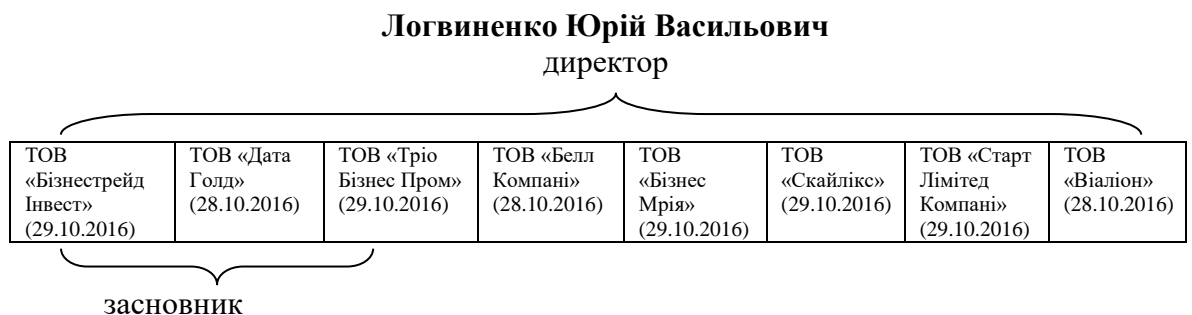 Логвиненко Юрій Васильович
директор
ТОВ
«Бізнестрейд
Інвест»
(29.10.2016)
ТОВ «Дата
Голд»
(28.10.2016)
ТОВ «Тріо
Бізнес Пром»
(29.10.2016)
ТОВ «Белл
Компані»
(28.10.2016)
ТОВ
«Бізнес
Мрія»
(29.10.2016)
ТОВ
«Скайлікс»
(29.10.2016)
ТОВ «Старт
Лімітед
Компані»
(29.10.2016)
ТОВ
«Віаліон»
(28.10.2016)
засновник